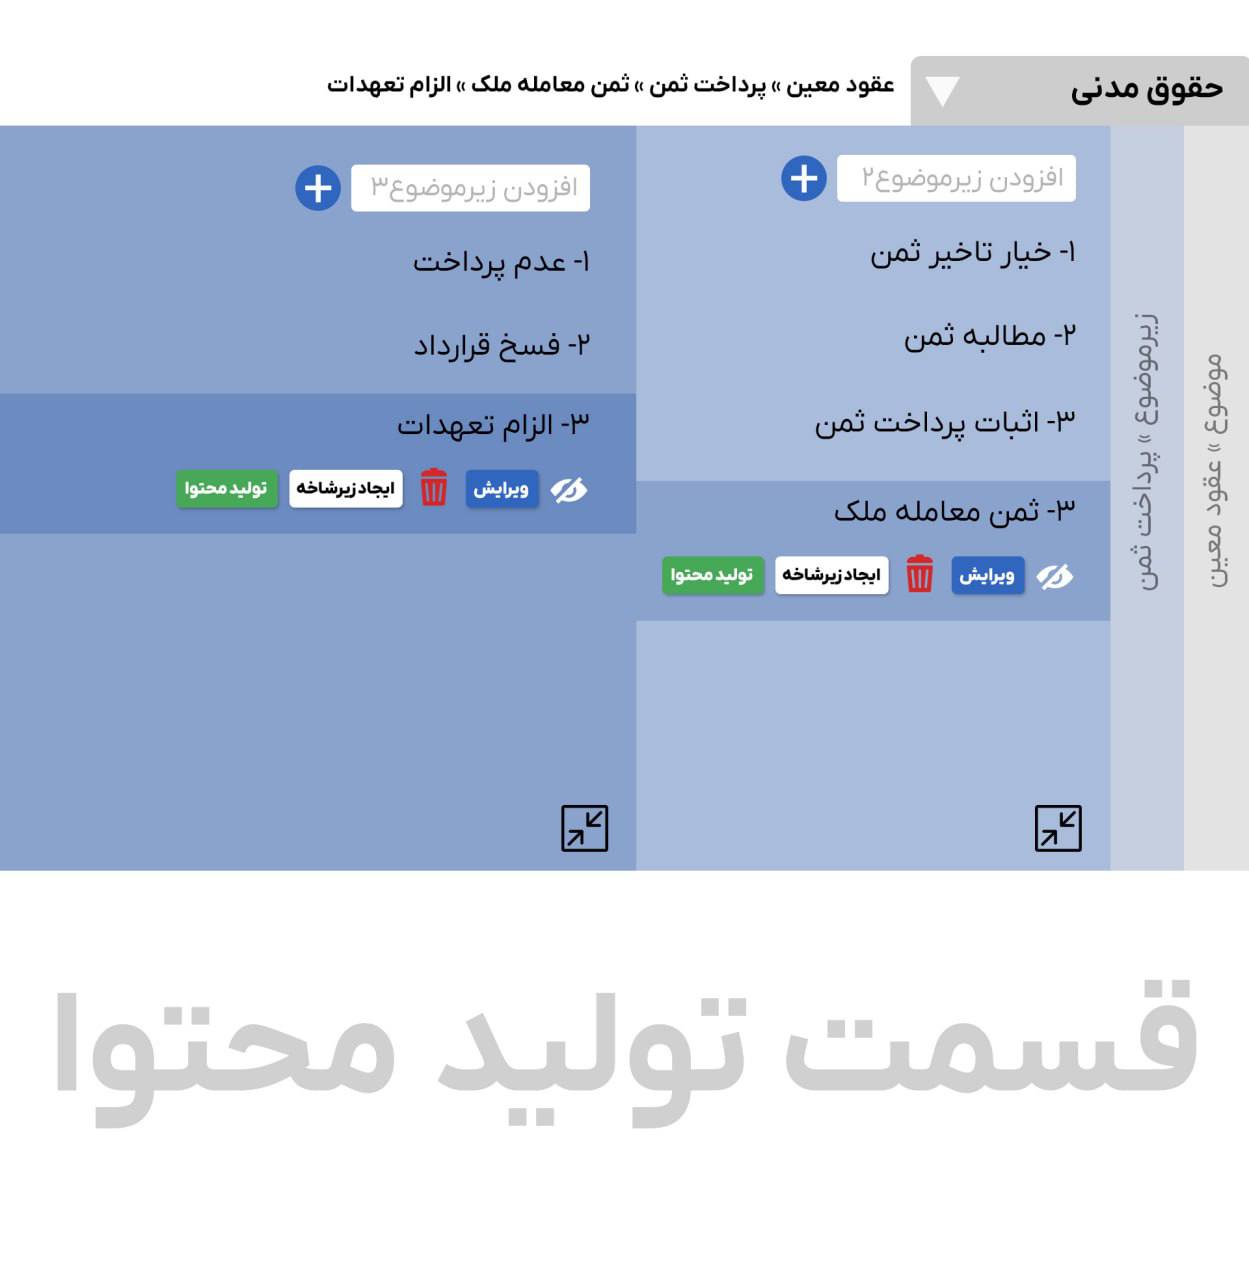 حقوق مدنی
عقود معین » پرداخت ثمن » ثمن معامله ملک » الزام تعهدات
موضوع » عقود معین
زیرموضوع » پرداخت ثمن
افزودن زیرموضوع۲
۱- خیار تاخیر ثمن
۲- مطالبه ثمن
۳- اثبات پرداخت ثمن
۳- ثمن معامله ملک
ویرایش
ایجاد زیرشاخه
تولید محتوا
افزودن زیرموضوع۳
۱- عدم پرداخت
۲- فسخ قرارداد
۳- الزام تعهدات
ویرایش
ایجاد زیرشاخه
تولید محتوا
قسمت تولید محتوا